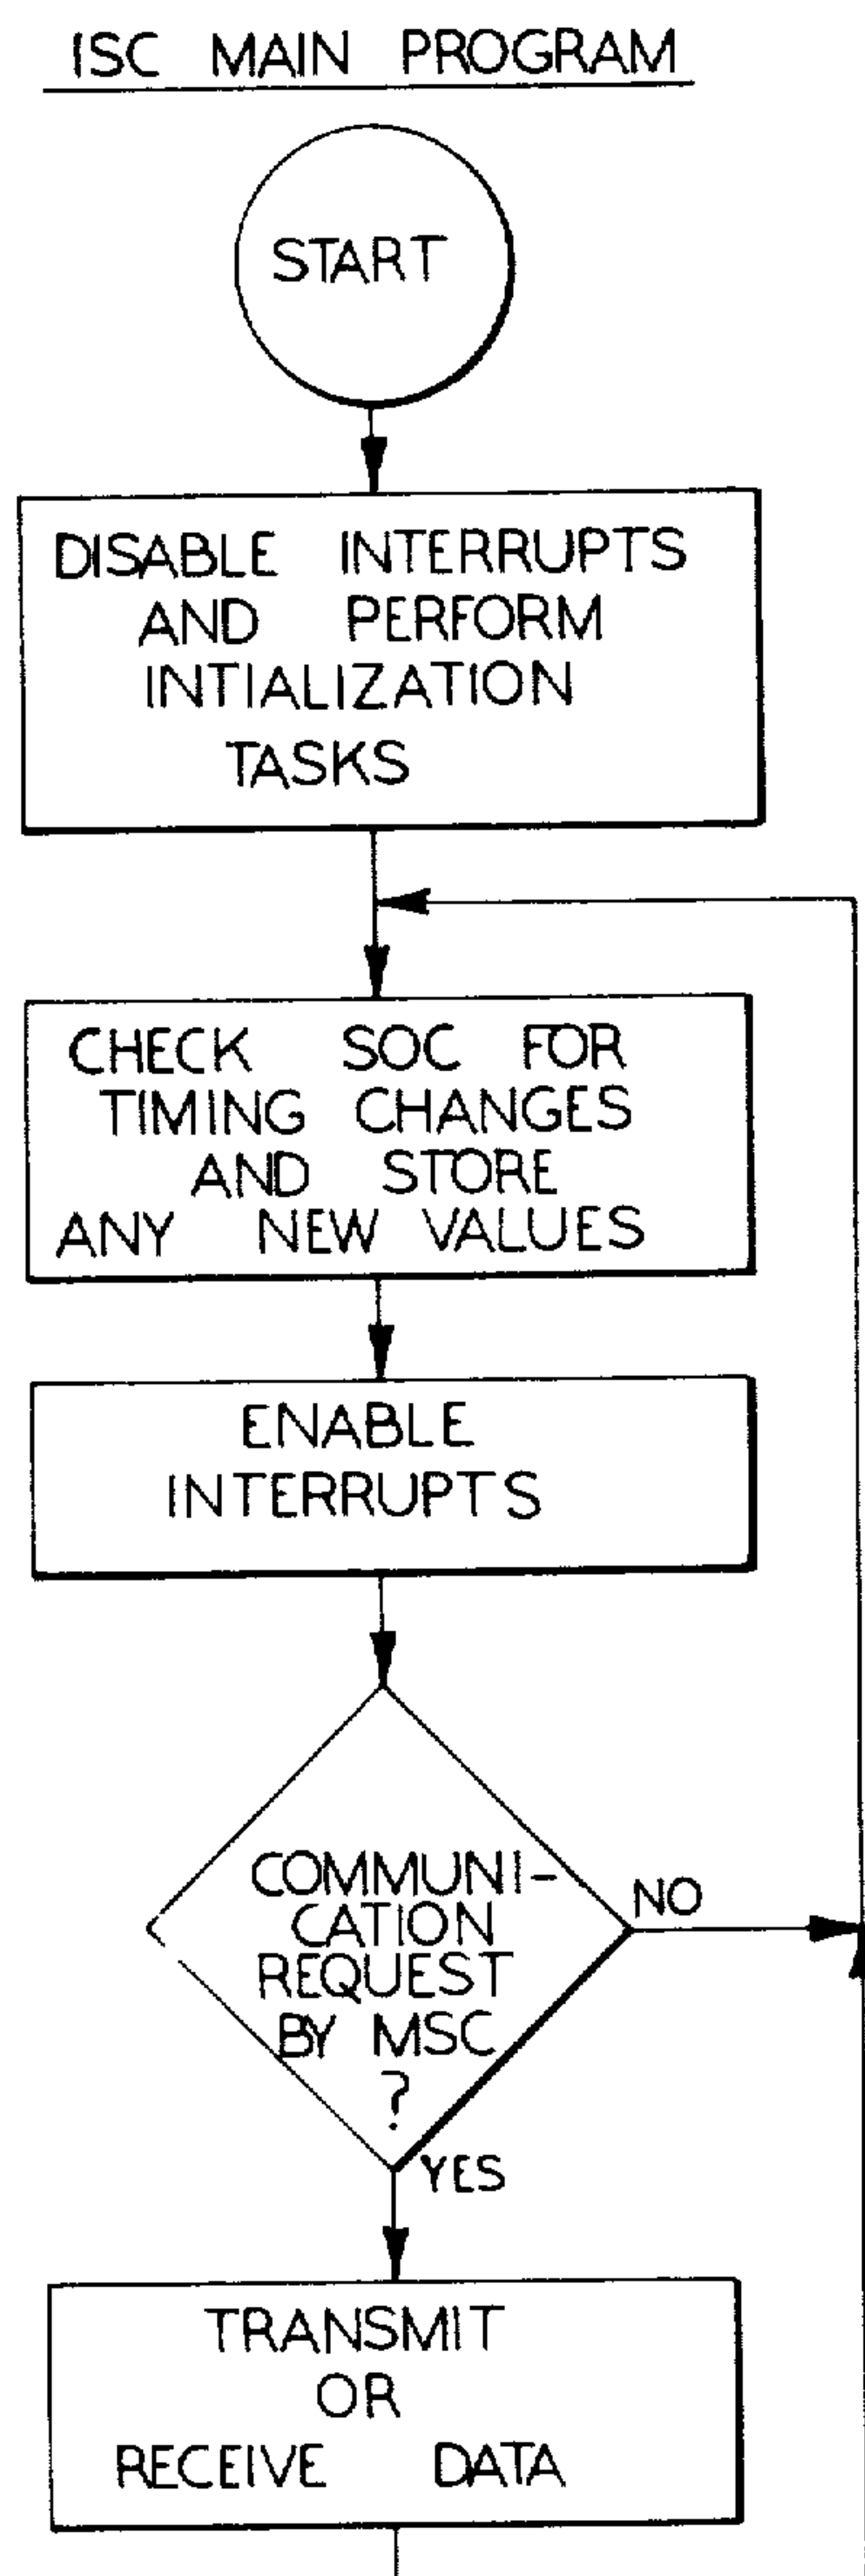 ISC MAIN PROGRAM
START
DISABLE INTERRUPTS
AND PERFORM
INTIALIZATION
TASKS
CHECK SOC FOR
TIMING CHANGES
AND STORE
ANY NEW VALUES
ENABLE
INTERRUPTS
COMMUNI-
CATION
REQUEST
BY MSC
?
NO
YES
TRANSMIT
OR
RECEIVE DATA